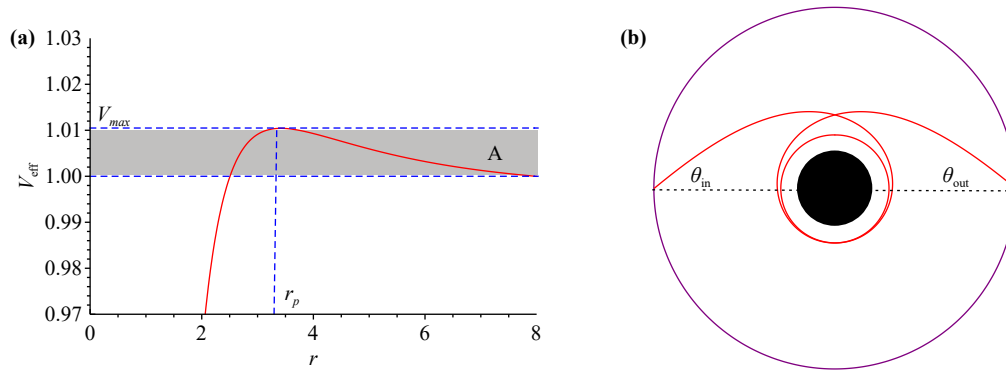 (a)
1.03
1.02
1.01
1.00
0.99
0.98
0.97
V_eff
V_max
A
r_p
0 2 4 6 8
r
(b)
θ_in
θ_out